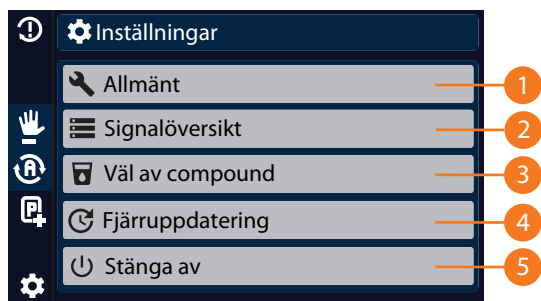 Inställningar
Allmänt
1
Signalöversikt
2
Väl av compound
3
Fjärruppdatering
4
Stänga av
5
A
P